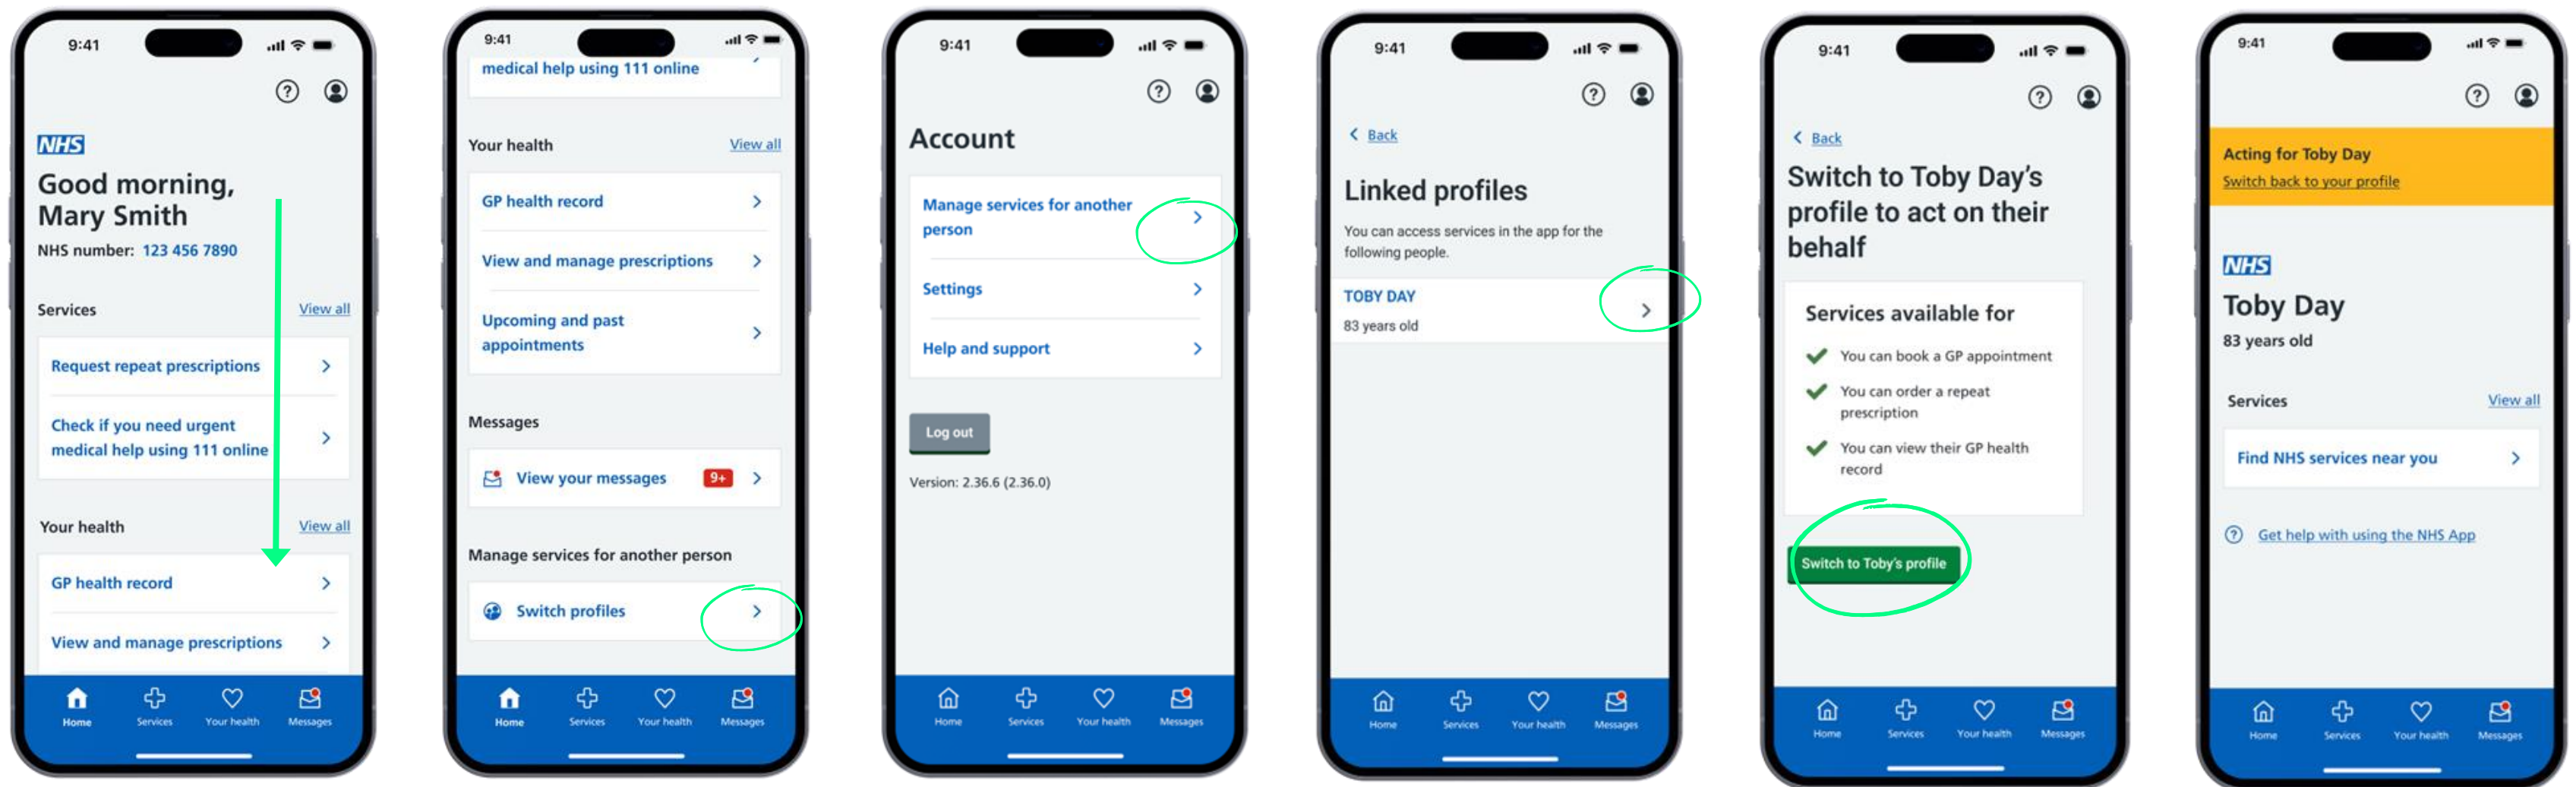 9:41
NHS
Good morning,
Mary Smith
NHS number: 123 456 7890
Services
View all
Request repeat prescriptions
Check if you need urgent
medical help using 111 online
Your health
View all
GP health record
View and manage prescriptions
Home
Services
Your health
Messages
9:41
medical help using 111 online
Your health
View all
GP health record
View and manage prescriptions
Upcoming and past
appointments
Messages
View your messages
9+
Manage services for another person
Switch profiles
Home
Services
Your health
Messages
9:41
?
Account
Manage services for another
person
Settings
Help and support
Log out
Version: 2.36.6 (2.36.0)
Home
Services
Your health
Messages
9:41
?
Back
Linked profiles
You can access services in the app for the
following people.
TOBY DAY
83 years old
Home
Services
Your health
Messages
9:41
?
Back
Switch to Toby Day's
profile to act on their
behalf
Services available for
You can book a GP appointment
You can order a repeat
prescription
You can view their GP health
record
Switch to Toby's profile
Home
Services
Your health
Messages
9:41
?
Acting for Toby Day
Switch back to your profile
NHS
Toby Day
83 years old
Services
View all
Find NHS services near you
? Get help with using the NHS App
Home
Services
Your health
Messages